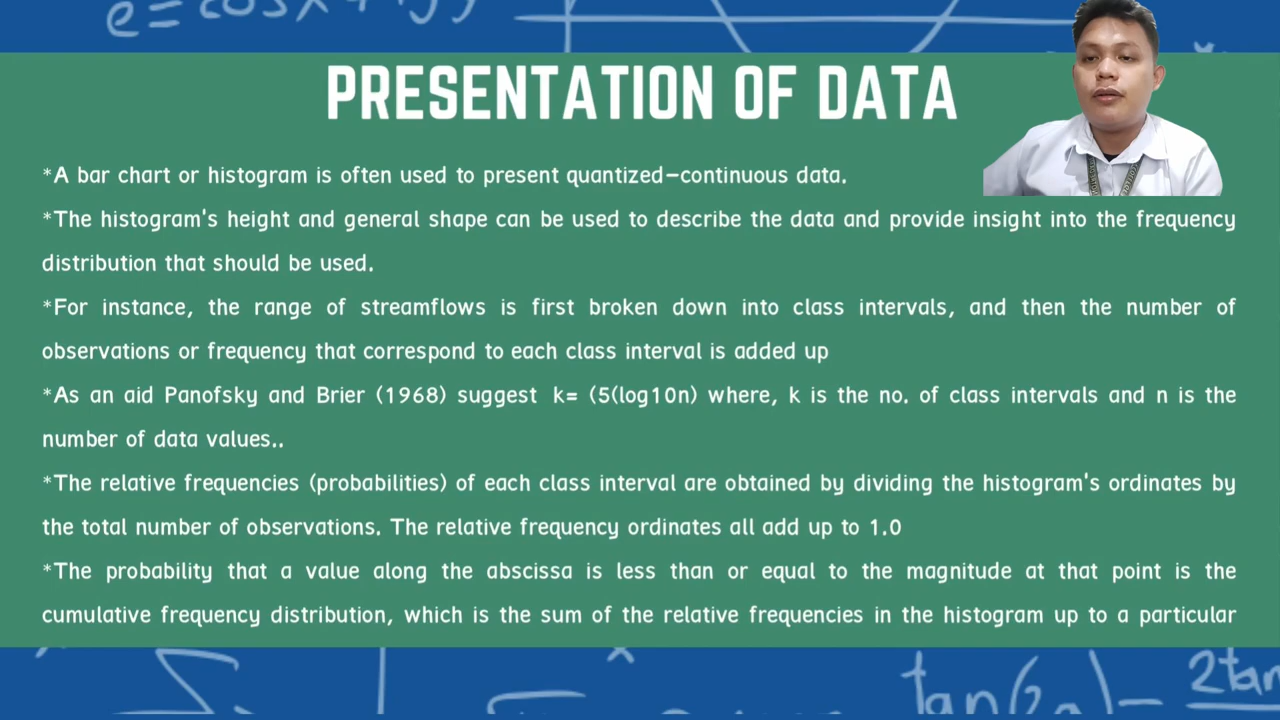 e=cos x+
PRESENTATION OF DATA
*A bar chart or histogram is often used to present quantized-continuous data.
*The histogram's height and general shape can be used to describe the data and provide insight into the frequency
distribution that should be used.
*For instance, the range of streamflows is first broken down into class intervals, and then the number of
observations or frequency that correspond to each class interval is added up
*As an aid Panofsky and Brier (1968) suggest k= (5(log10n) where, k is the no. of class intervals and n is the
number of data values..
*The relative frequencies (probabilities) of each class interval are obtained by dividing the histogram's ordinates by
the total number of observations. The relative frequency ordinates all add up to 1.0
*The probability that a value along the abscissa is less than or equal to the magnitude at that point is the
cumulative frequency distribution, which is the sum of the relative frequencies in the histogram up to a particular
2tan